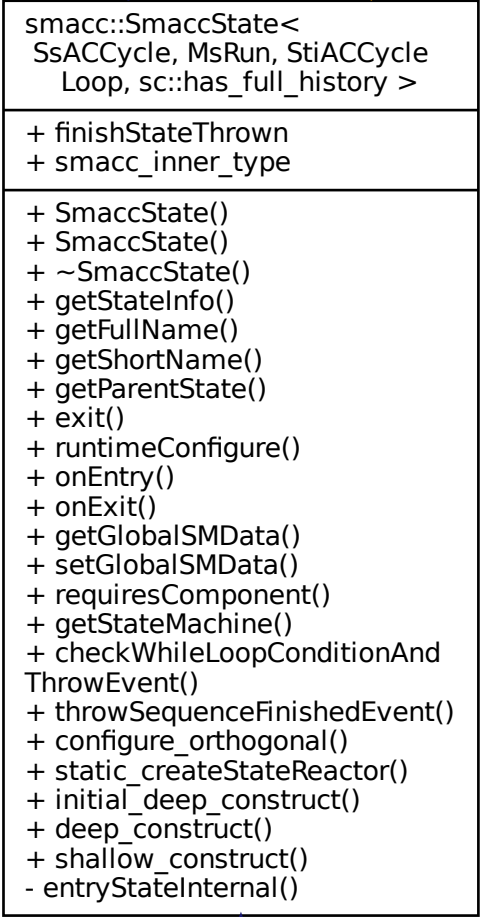 smacc::SmaccState<
SsACCycle, MsRun, StiACCycle
Loop, sc::has_full_history >
+ finishStateThrown
+ smacc_inner_type
+ SmaccState()
+ SmaccState()
+ ~SmaccState()
+ getStateInfo()
+ getFullName()
+ getShortName()
+ getParentState()
+ exit()
+ runtimeConfigure()
+ onEntry()
+ onExit()
+ getGlobalSMData()
+ setGlobalSMData()
+ requiresComponent()
+ getStateMachine()
+ checkWhileLoopConditionAnd
ThrowEvent()
+ throwSequenceFinishedEvent()
+ configure_orthogonal()
+ static_createStateReactor()
+ initial_deep_construct()
+ deep_construct()
+ shallow_construct()
- entryStateInternal()